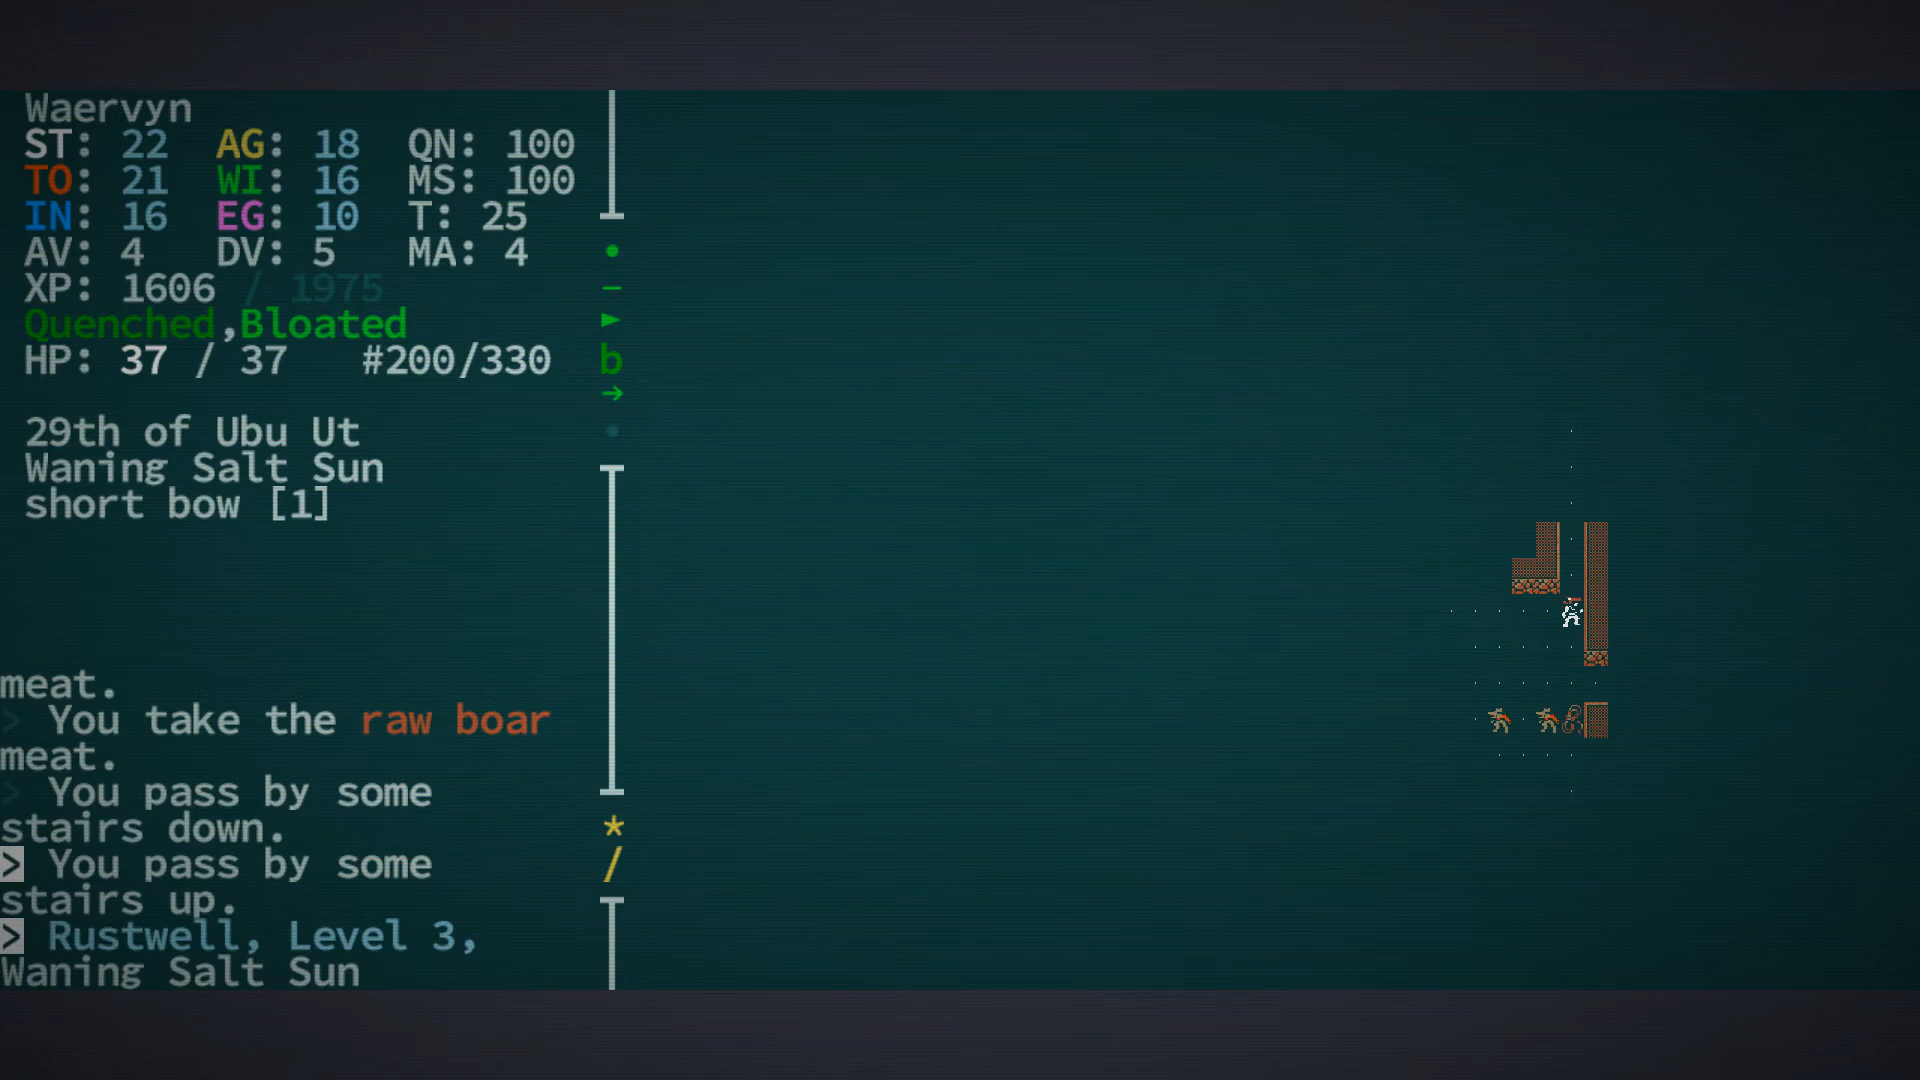 Waervyn
ST: 22 AG: 18 QN: 100
TO: 21 WI: 16 MS: 100
IN: 16 EG: 10 T: 25
AV: 4 DV: 5 MA: 4
XP: 1606 / 1975
Quenched,Bloated
HP: 37 / 37 #200/330
b
29th of Ubu Ut
Waning Salt Sun
short bow [1]
meat.
> You take the raw boar
meat.
> You pass by some
stairs down.
> You pass by some
stairs up.
> Rustwell, Level 3,
Waning Salt Sun
*
/